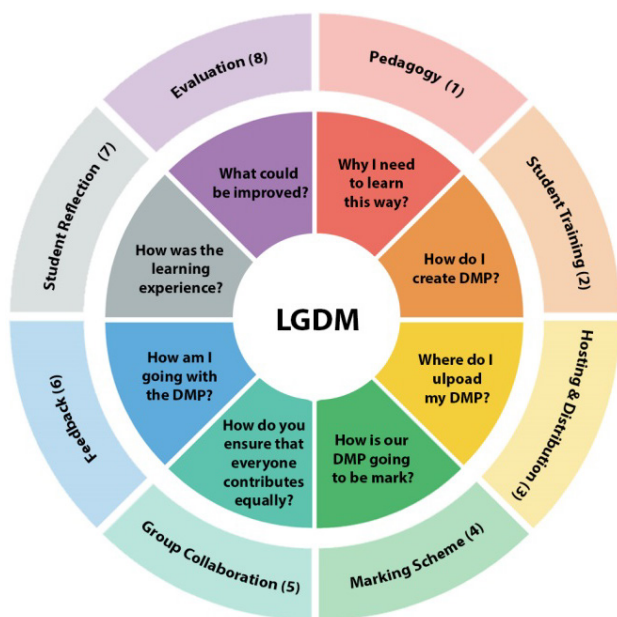 Pedagogy (1)
Student Training (2)
Hosting & Distribution (3)
Marking Scheme (4)
Group Collaboration (5)
Feedback (6)
Student Reflection (7)
Evaluation (8)
Why I need
to learn
this way?
How do I
create DMP?
Where do I
ulpoad
my DMP?
How is our
DMP going
to be mark?
How do you
ensure that
everyone
contributes
equally?
How am I
going with
the DMP?
How was the
learning
experience?
What could
be improved?
LGDM